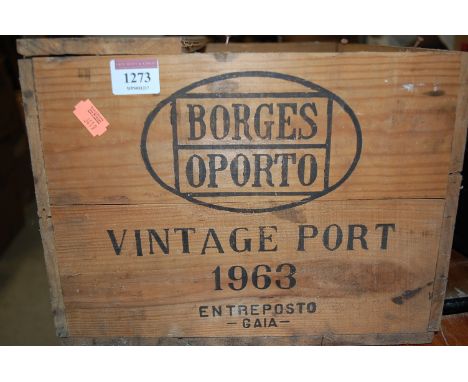 1273
BORGES
OPORTO
VINTAGE PORT
1963
ENTREPOSTO
- GAIA -